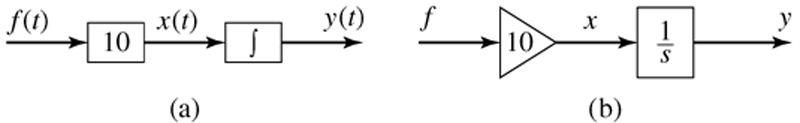 f(t) 10 x(t) ∫ y(t)
(a)
f 10 x 1/s y
(b)